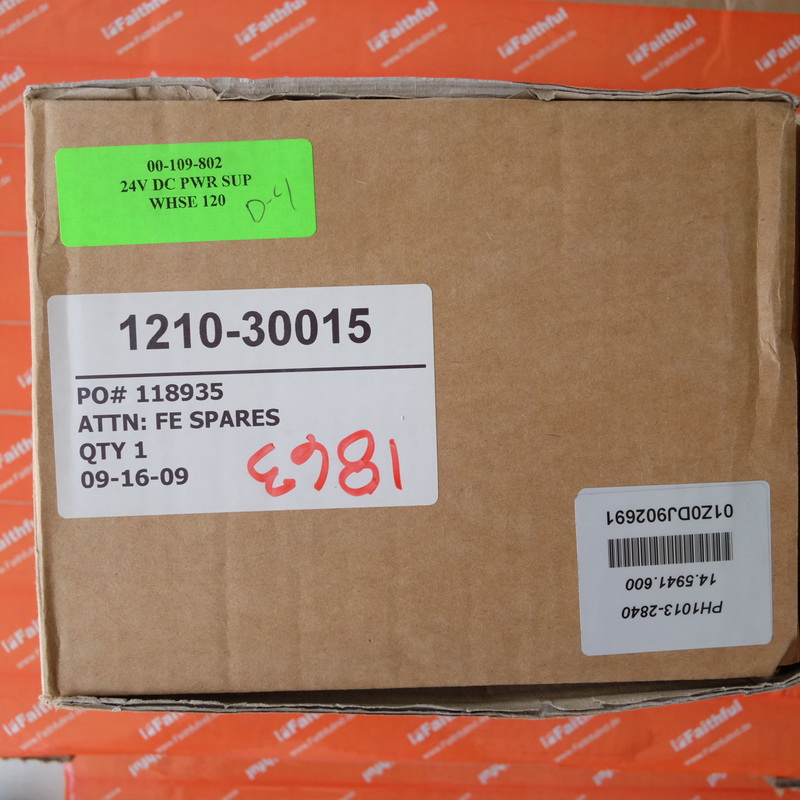 Faithful
00-109-802
24V DC PWR SUP
WHSE 120
D-4
1210-30015
PO# 118935
ATTN: FE SPARES
QTY 1
09-16-09
1863
PH1013-2840
14.5941.600
01Z0DJ902691
Faithful